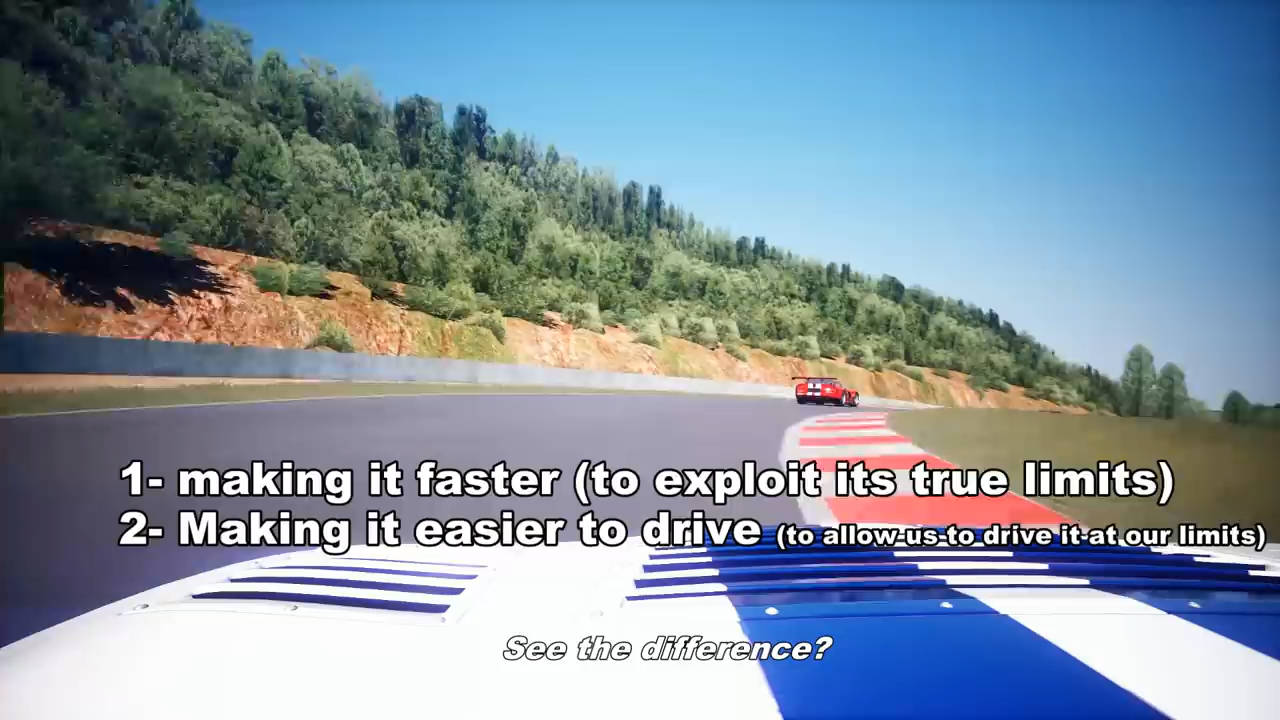 1- making it faster (to exploit its true limits)
2- Making it easier to drive (to allow us to drive it at our limits)
See the difference?